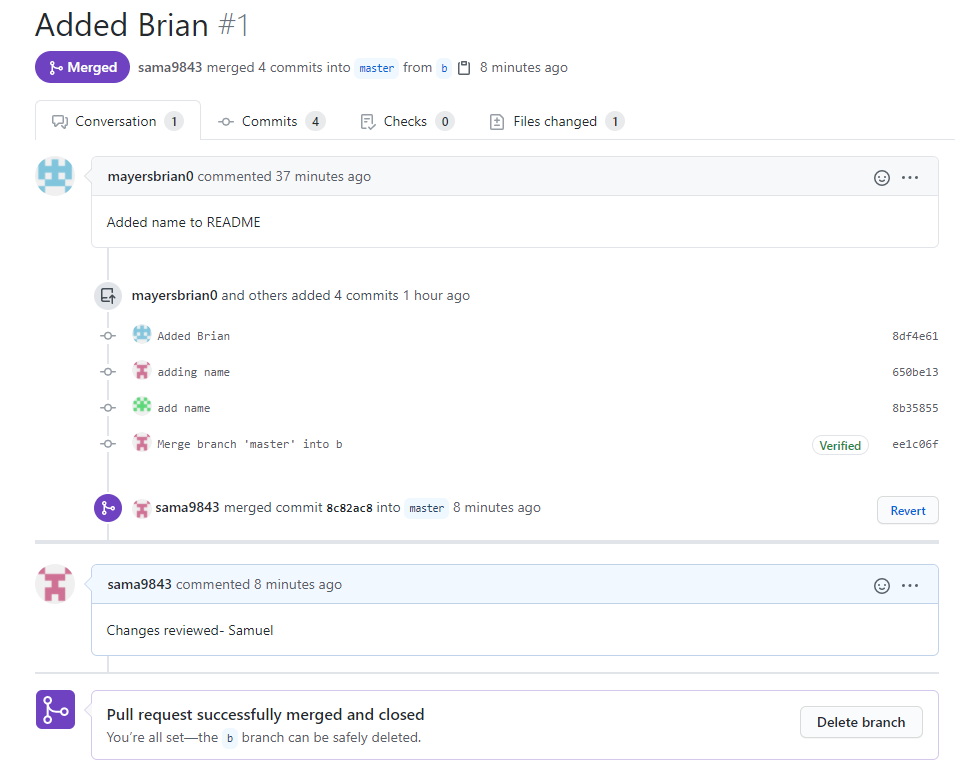 Added Brian #1
Merged sama9843 merged 4 commits into master from b 8 minutes ago
Conversation 1 Commits 4 Checks 0 Files changed 1
mayersbrian0 commented 37 minutes ago
Added name to README
mayersbrian0 and others added 4 commits 1 hour ago
Added Brian 8df4e61
adding name 650be13
add name 8b35855
Merge branch 'master' into b Verified ee1c06f
sama9843 merged commit 8c82ac8 into master 8 minutes ago Revert
sama9843 commented 8 minutes ago
Changes reviewed- Samuel
Pull request successfully merged and closed
You're all set—the b branch can be safely deleted. Delete branch